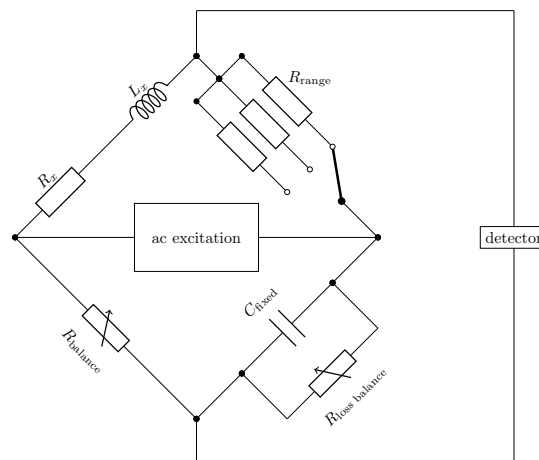 L_x
R_range
R_x
ac excitation
detector
C_fixed
R_balance
R_loss balance